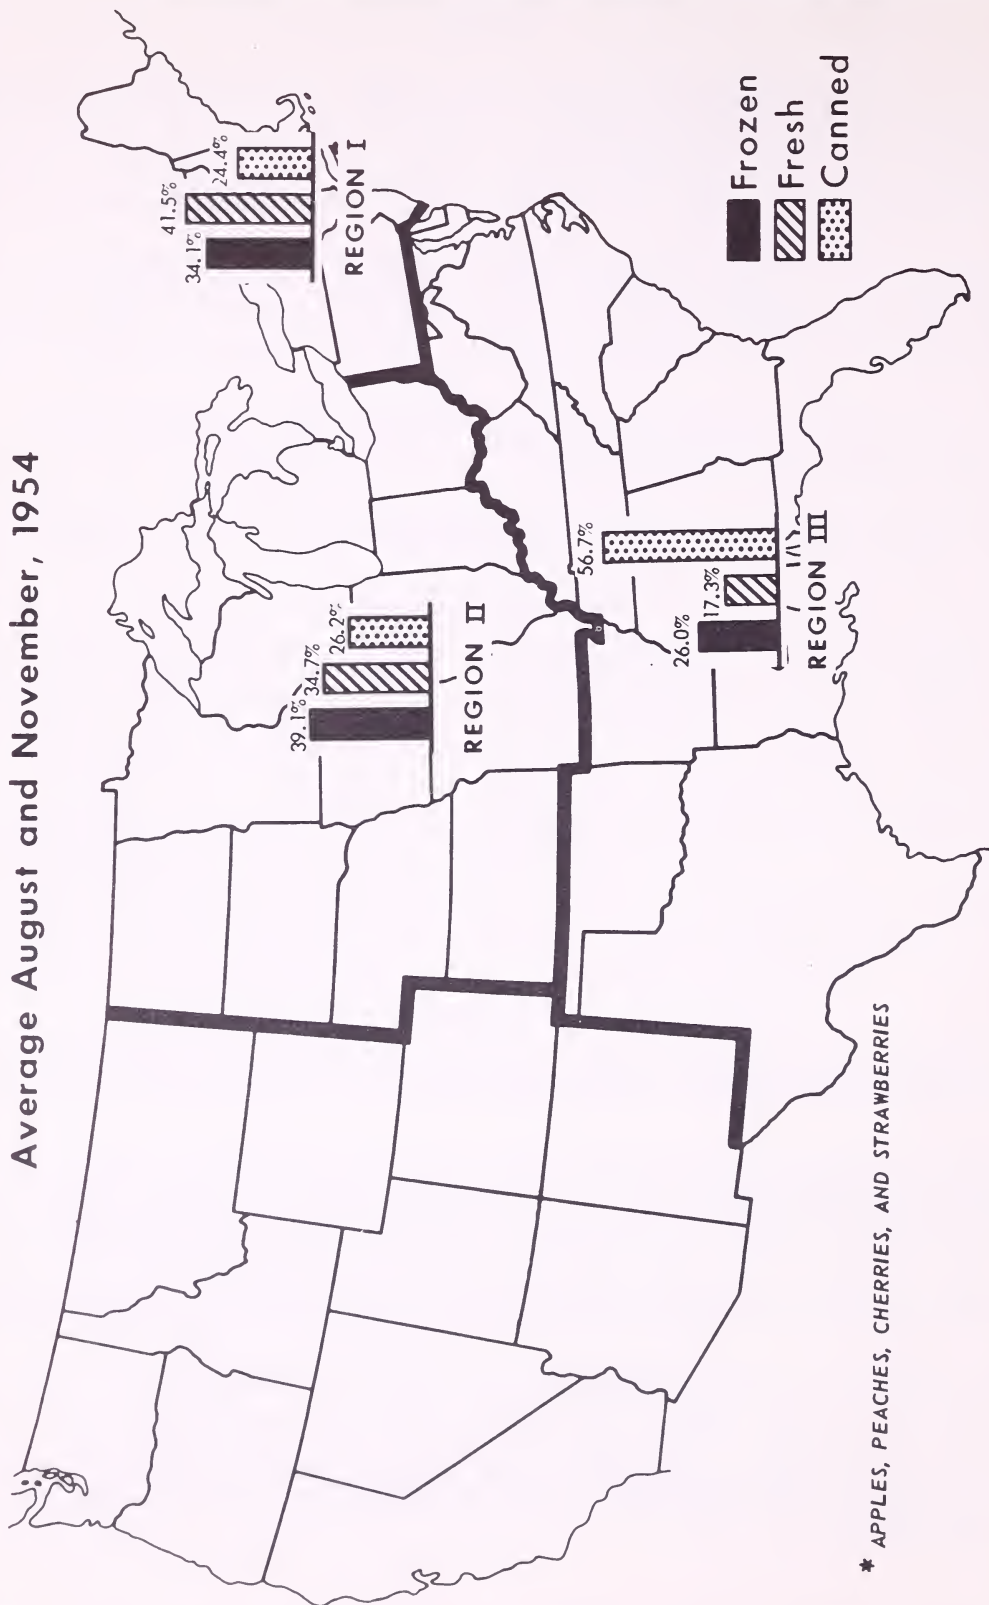 Average August and November, 1954
34.1%
41.5%
24.4%
REGION I
39.1%
34.7%
26.2%
REGION II
26.0%
17.3%
56.7%
REGION III
Frozen
Fresh
Canned
* APPLES, PEACHES, CHERRIES, AND STRAWBERRIES